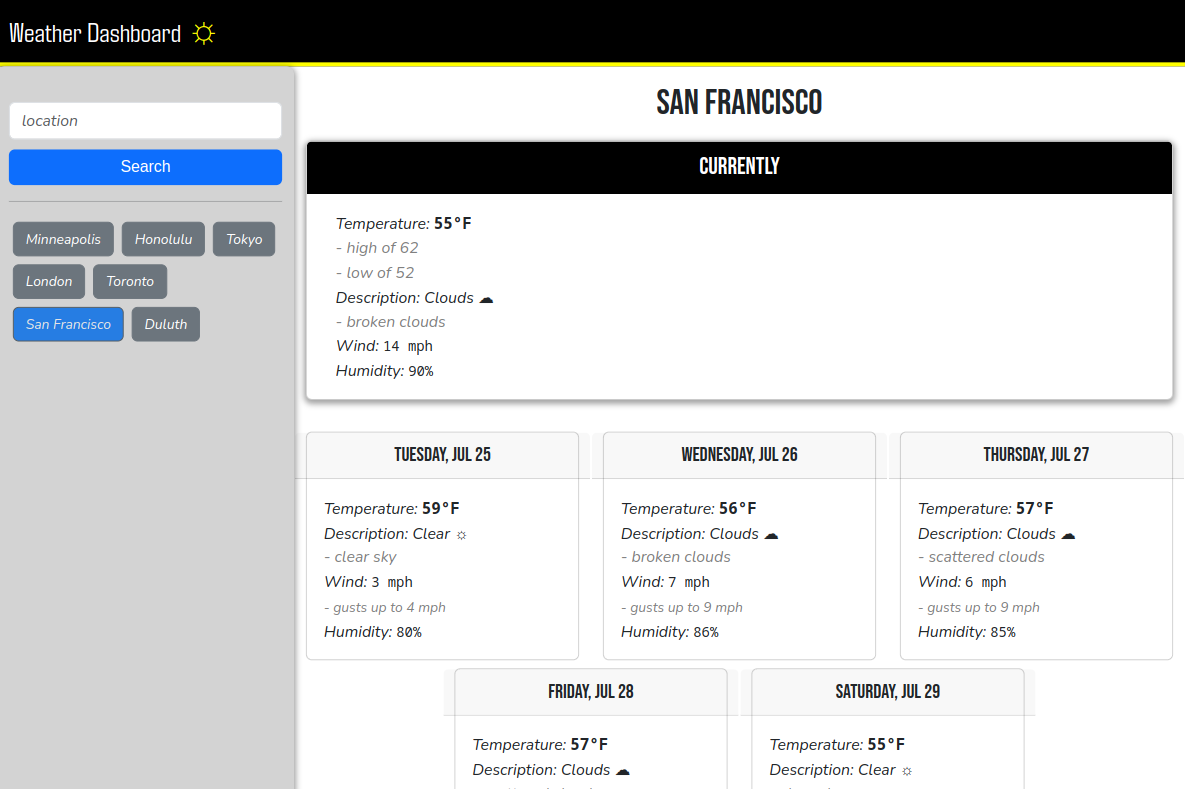 Weather Dashboard ☼
location
Search
Minneapolis Honolulu Tokyo
London Toronto
San Francisco Duluth
SAN FRANCISCO
CURRENTLY
Temperature: 55°F
- high of 62
- low of 52
Description: Clouds ☁
- broken clouds
Wind: 14 mph
Humidity: 90%
TUESDAY, JUL 25
Temperature: 59°F
Description: Clear ☼
- clear sky
Wind: 3 mph
- gusts up to 4 mph
Humidity: 80%
WEDNESDAY, JUL 26
Temperature: 56°F
Description: Clouds ☁
- broken clouds
Wind: 7 mph
- gusts up to 9 mph
Humidity: 86%
THURSDAY, JUL 27
Temperature: 57°F
Description: Clouds ☁
- scattered clouds
Wind: 6 mph
- gusts up to 9 mph
Humidity: 85%
FRIDAY, JUL 28
Temperature: 57°F
Description: Clouds ☁
SATURDAY, JUL 29
Temperature: 55°F
Description: Clear ☼